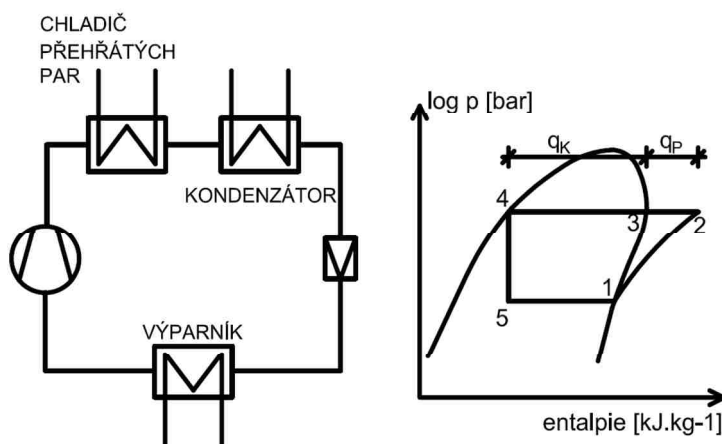 CHLADIČ
PŘEHŘÁTÝCH
PAR
KONDENZÁTOR
VÝPARNÍK
log p [bar]
qK
qP
4
3
2
1
5
entalpie [kJ.kg-1]